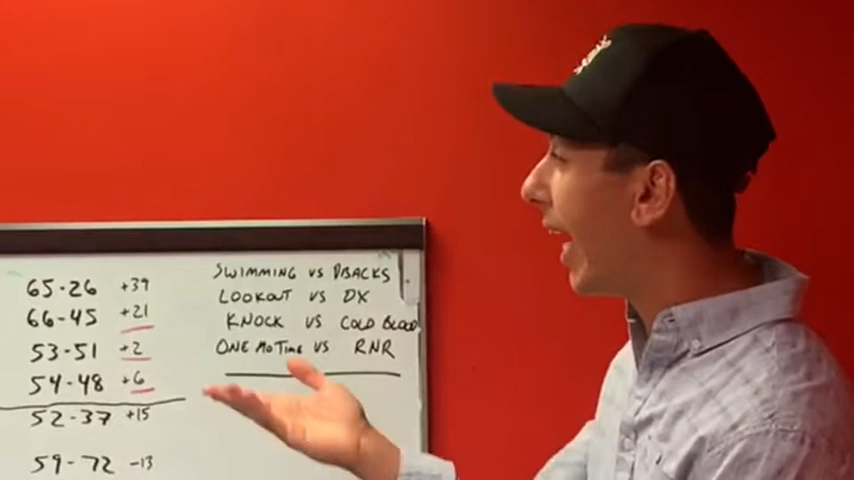 65-26 +39
66-45 +21
53-51 +2
54-48 +6
52-37 +15
59-72 -13
SWIMMING VS DBACKS
LOOKOUT VS DX
KNOCK VS COLD BLOOD
ONE MO TIME VS RNR